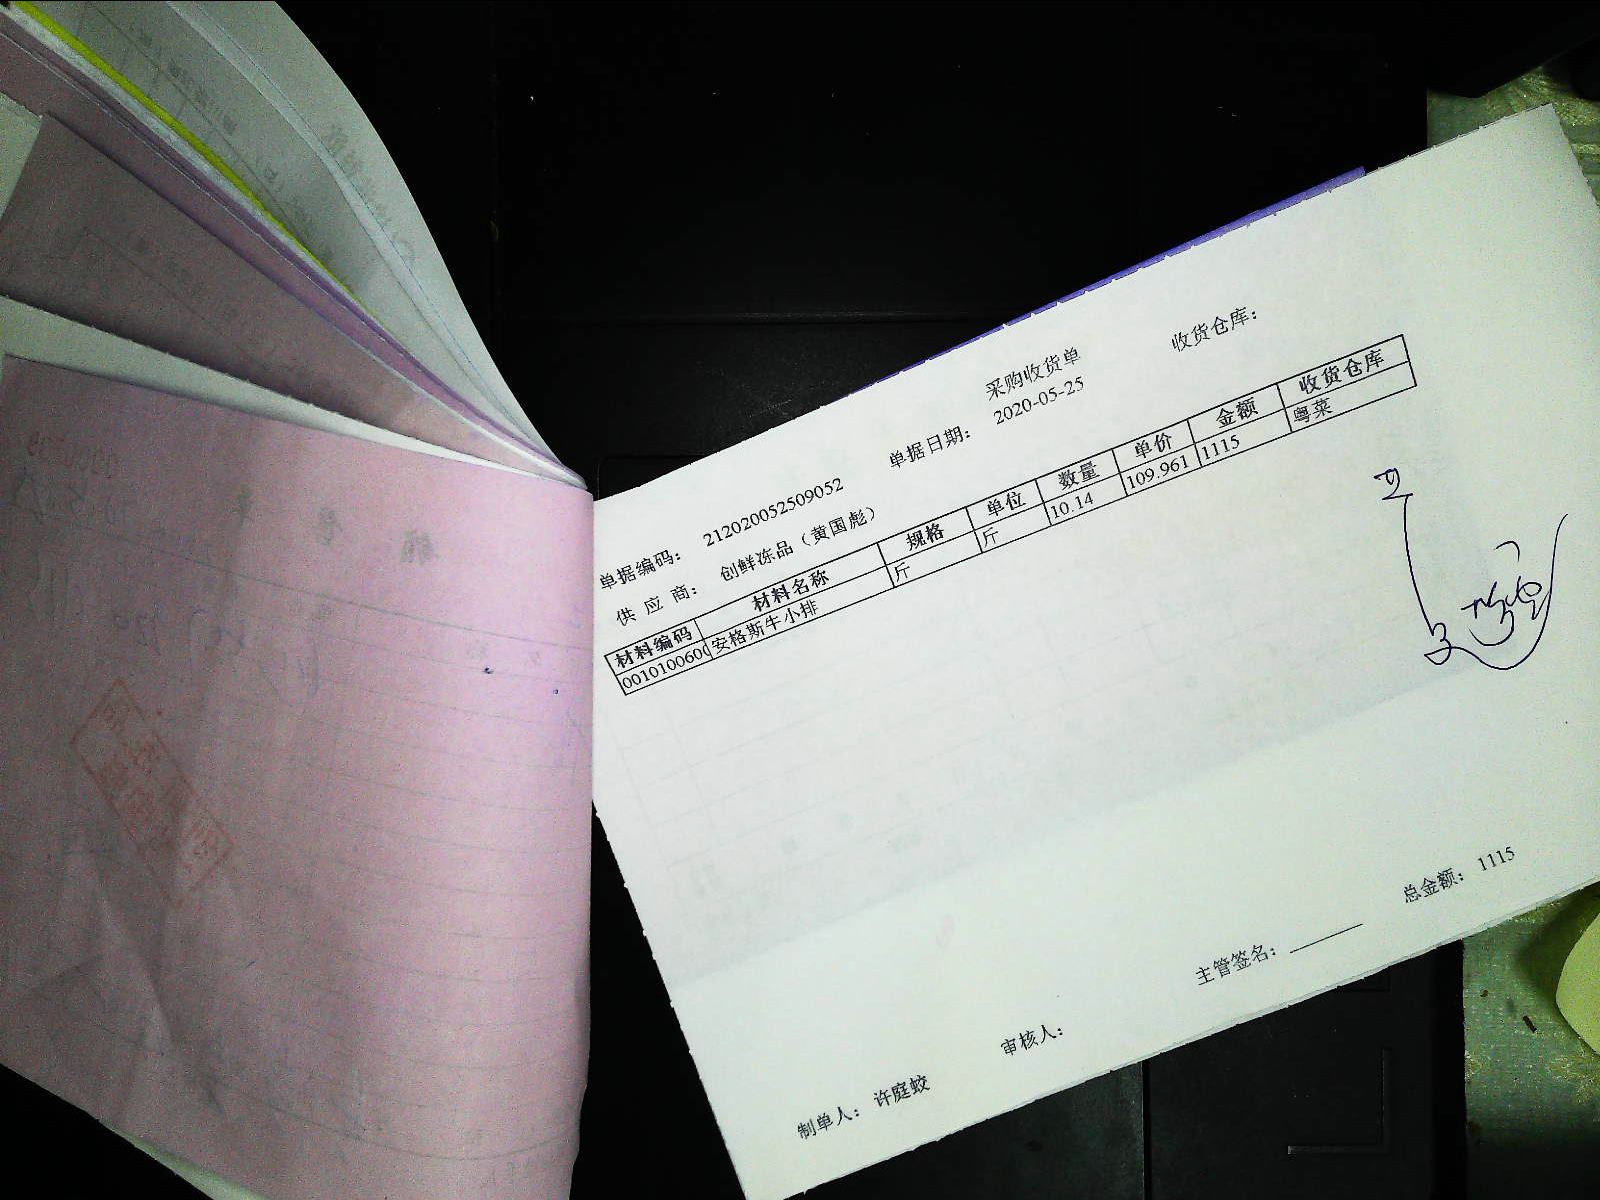 采购收货单
收货仓库:
单据编码: 212020052509052
单据日期: 2020-05-25
供应商: 创鲜冻品（黄国彪）
材料编码 材料名称 规格 单位 数量 单价 金额 收货仓库
0010100600 安格斯牛小排 斤 斤 10.14 109.961 1115 粤菜
总金额: 1115
主管签名:
审核人:
制单人: 许庭蛟